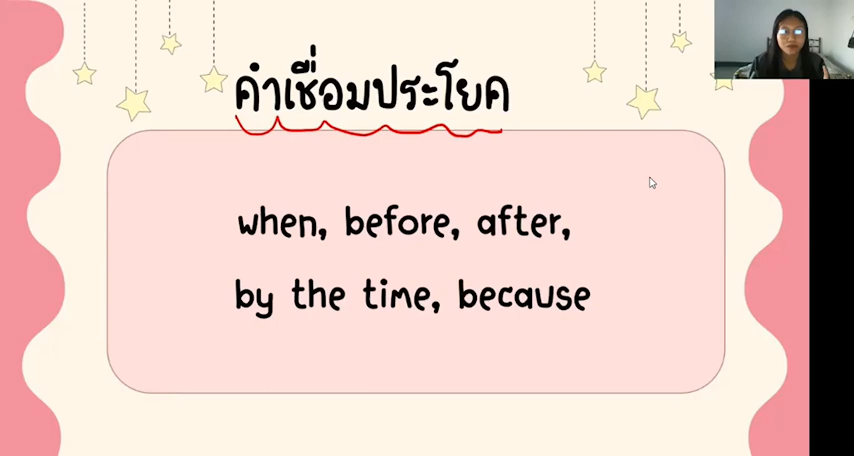 คำเชื่อมประโยค
when, before, after,
by the time, because